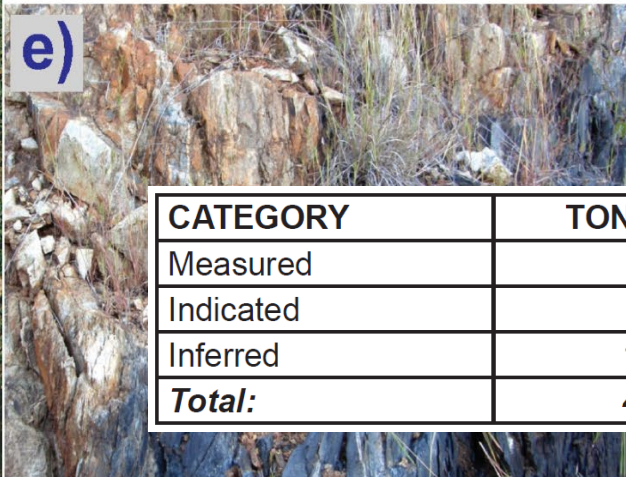 e)
CATEGORY
Measured
Indicated
Inferred
Total: